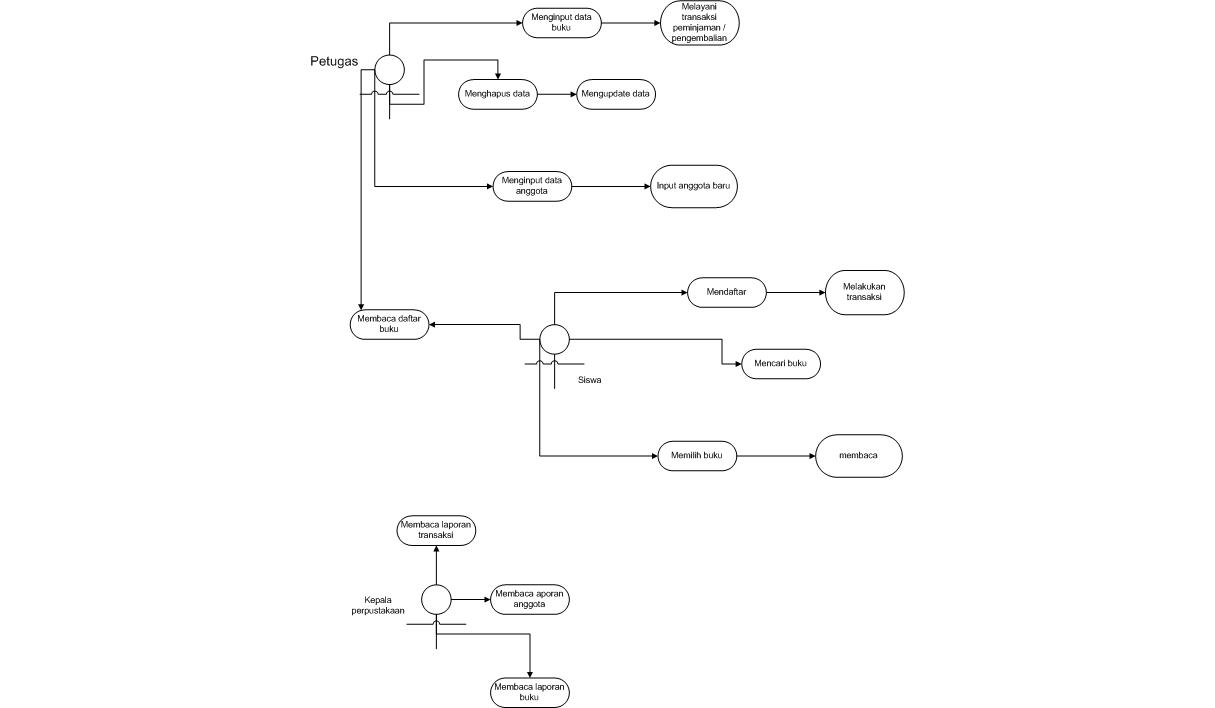 Menginput data
buku
Melayani
transaksi
peminjaman /
pengembalian
Petugas
Menghapus data
Mengupdate data
Menginput data
anggota
Input anggota baru
Mendaftar
Melakukan
transaksi
Membaca daftar
buku
Mencari buku
Siswa
Memilih buku
membaca
Membaca laporan
transaksi
Kepala
perpustakaan
Membaca aporan
anggota
Membaca laporan
buku